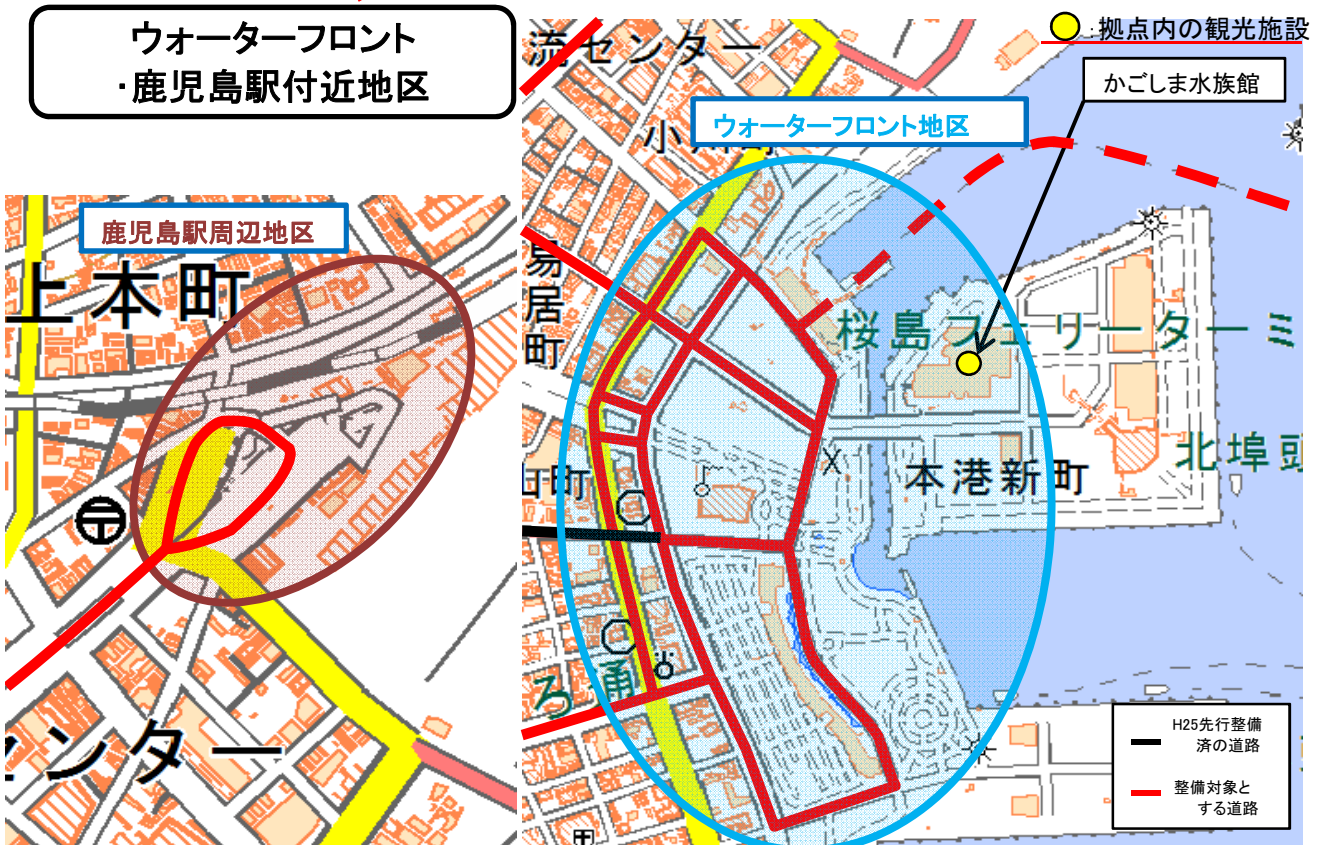 ウォーターフロント
・鹿児島駅付近地区
:拠点内の観光施設
かごしま水族館
流センター
ウォーターフロント地区
鹿児島駅周辺地区
上本町
易居町
桜島フェリーターミ
本港新町
北埠頭
センター
H25先行整備
済の道路
整備対象と
する道路